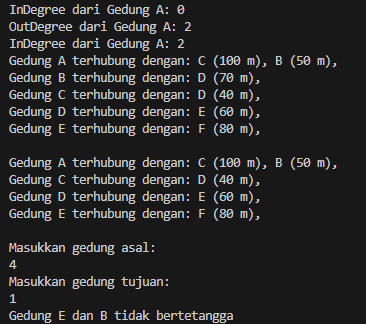 InDegree dari Gedung A: 0
OutDegree dari Gedung A: 2
InDegree dari Gedung A: 2
Gedung A terhubung dengan: C (100 m), B (50 m),
Gedung B terhubung dengan: D (70 m),
Gedung C terhubung dengan: D (40 m),
Gedung D terhubung dengan: E (60 m),
Gedung E terhubung dengan: F (80 m),

Gedung A terhubung dengan: C (100 m), B (50 m),
Gedung C terhubung dengan: D (40 m),
Gedung D terhubung dengan: E (60 m),
Gedung E terhubung dengan: F (80 m),

Masukkan gedung asal:
4
Masukkan gedung tujuan:
1
Gedung E dan B tidak bertetangga